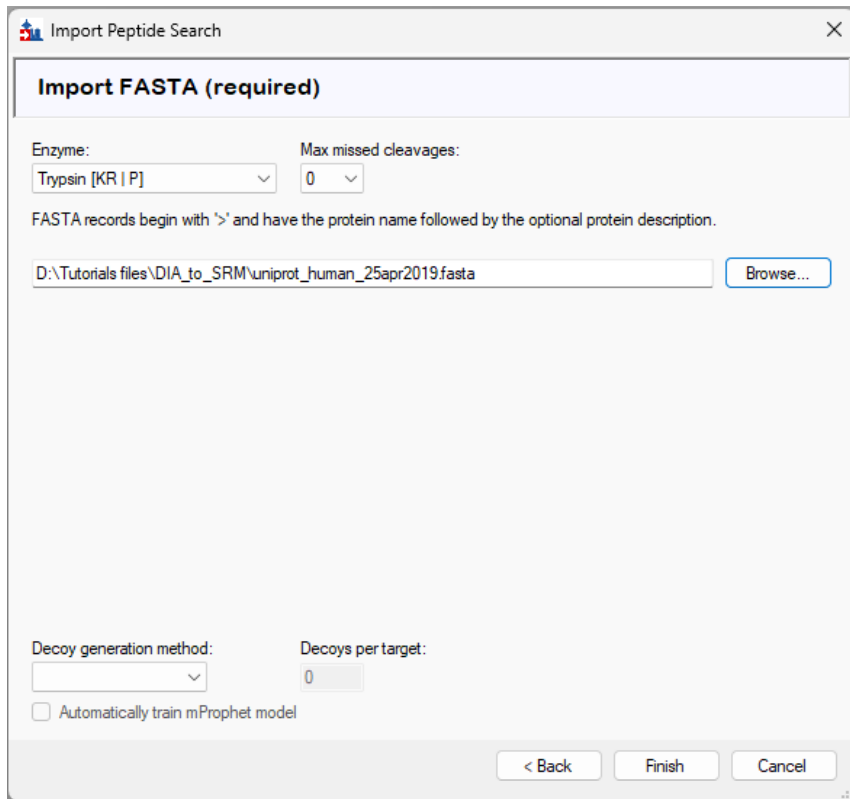 Import Peptide Search
Import FASTA (required)
Enzyme: Max missed cleavages:
Trypsin [KR | P] 0
FASTA records begin with '>' and have the protein name followed by the optional protein description.
D:\Tutorials files\DIA_to_SRM\uniprot_human_25apr2019.fasta Browse...
Decoy generation method: Decoys per target:
0
Automatically train mProphet model
< Back Finish Cancel